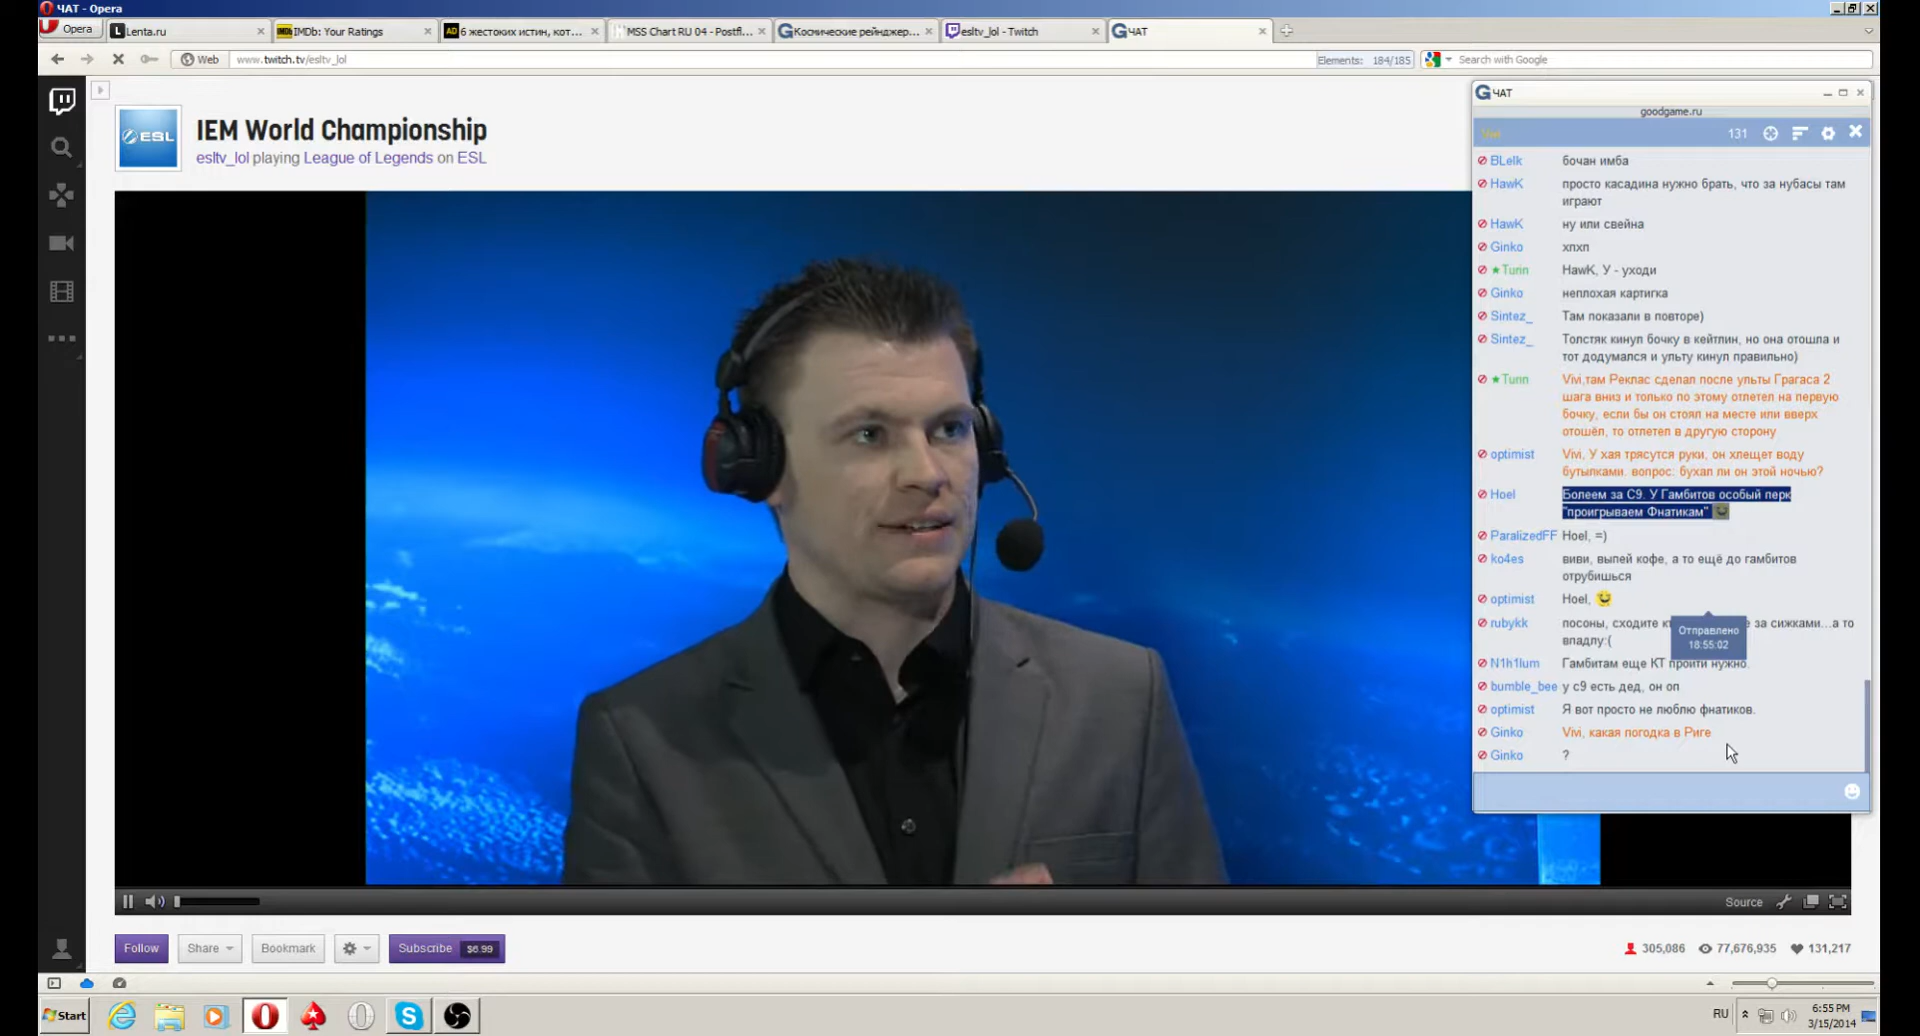 ЧАТ - Opera
Opera
Lenta.ru
IMDb: Your Ratings
6 жестоких истин, кот...
MSS Chart RU 04 - Postfl...
Космические рейнджер...
esltv_lol - Twitch
ЧАТ
Web
www.twitch.tv/esltv_lol
Elements: 184/185
Search with Google
ESL
IEM World Championship
esltv_lol playing League of Legends on ESL
ЧАТ
goodgame.ru
Vivi
131
BLelk бочан имба
HawK просто касадина нужно брать, что за нубасы там
играют
HawK ну или свейна
Ginko хпхп
Turin HawK, У - уходи
Ginko неплохая картигка
Sintez_ Там показали в повторе)
Sintez_ Толстяк кинул бочку в кейтлин, но она отошла и
тот додумался и ульту кинул правильно)
Turin Vivi,там Реклас сделал после ульты Грагаса 2
шага вниз и только по этому отлетел на первую
бочку, если бы он стоял на месте или вверх
отошёл, то отлетел в другую сторону
optimist Vivi, У хая трясутся руки, он хлещет воду
бутылками. вопрос: бухал ли он этой ночью?
Hoel Болеем за С9. У Гамбитов особый перк
"проигрываем Фнатикам"
ParalizedFF Hoel, =)
ko4es виви, выпей кофе, а то ещё до гамбитов
отрубишься
optimist Hoel,
rubykk посоны, сходите за сижками...а то
впадлу:(
Отправлено
18:55:02
N1h1lum Гамбитам еще КТ пройти нужно.
bumble_bee у с9 есть дед, он оп
optimist Я вот просто не люблю фнатиков.
Ginko Vivi, какая погодка в Риге
Ginko ?
Source
Follow
Share
Bookmark
Subscribe $6.99
305,086
77,676,935
131,217
Start
RU
6:55 PM
3/15/2014